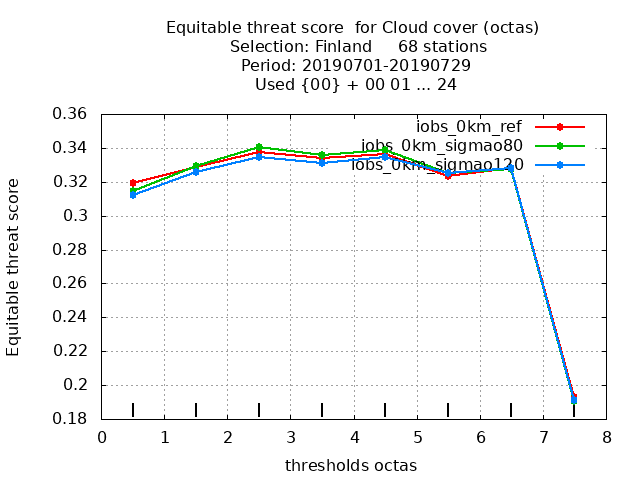 Equitable threat score  for Cloud cover (octas)
Selection: Finland     68 stations
Period: 20190701-20190729
Used {00} + 00 01 ... 24
iobs_0km_ref
iobs_0km_sigmao80
iobs_0km_sigmao120
0.36
0.34
0.32
0.3
0.28
0.26
0.24
0.22
0.2
0.18
Equitable threat score
0 1 2 3 4 5 6 7 8
thresholds octas